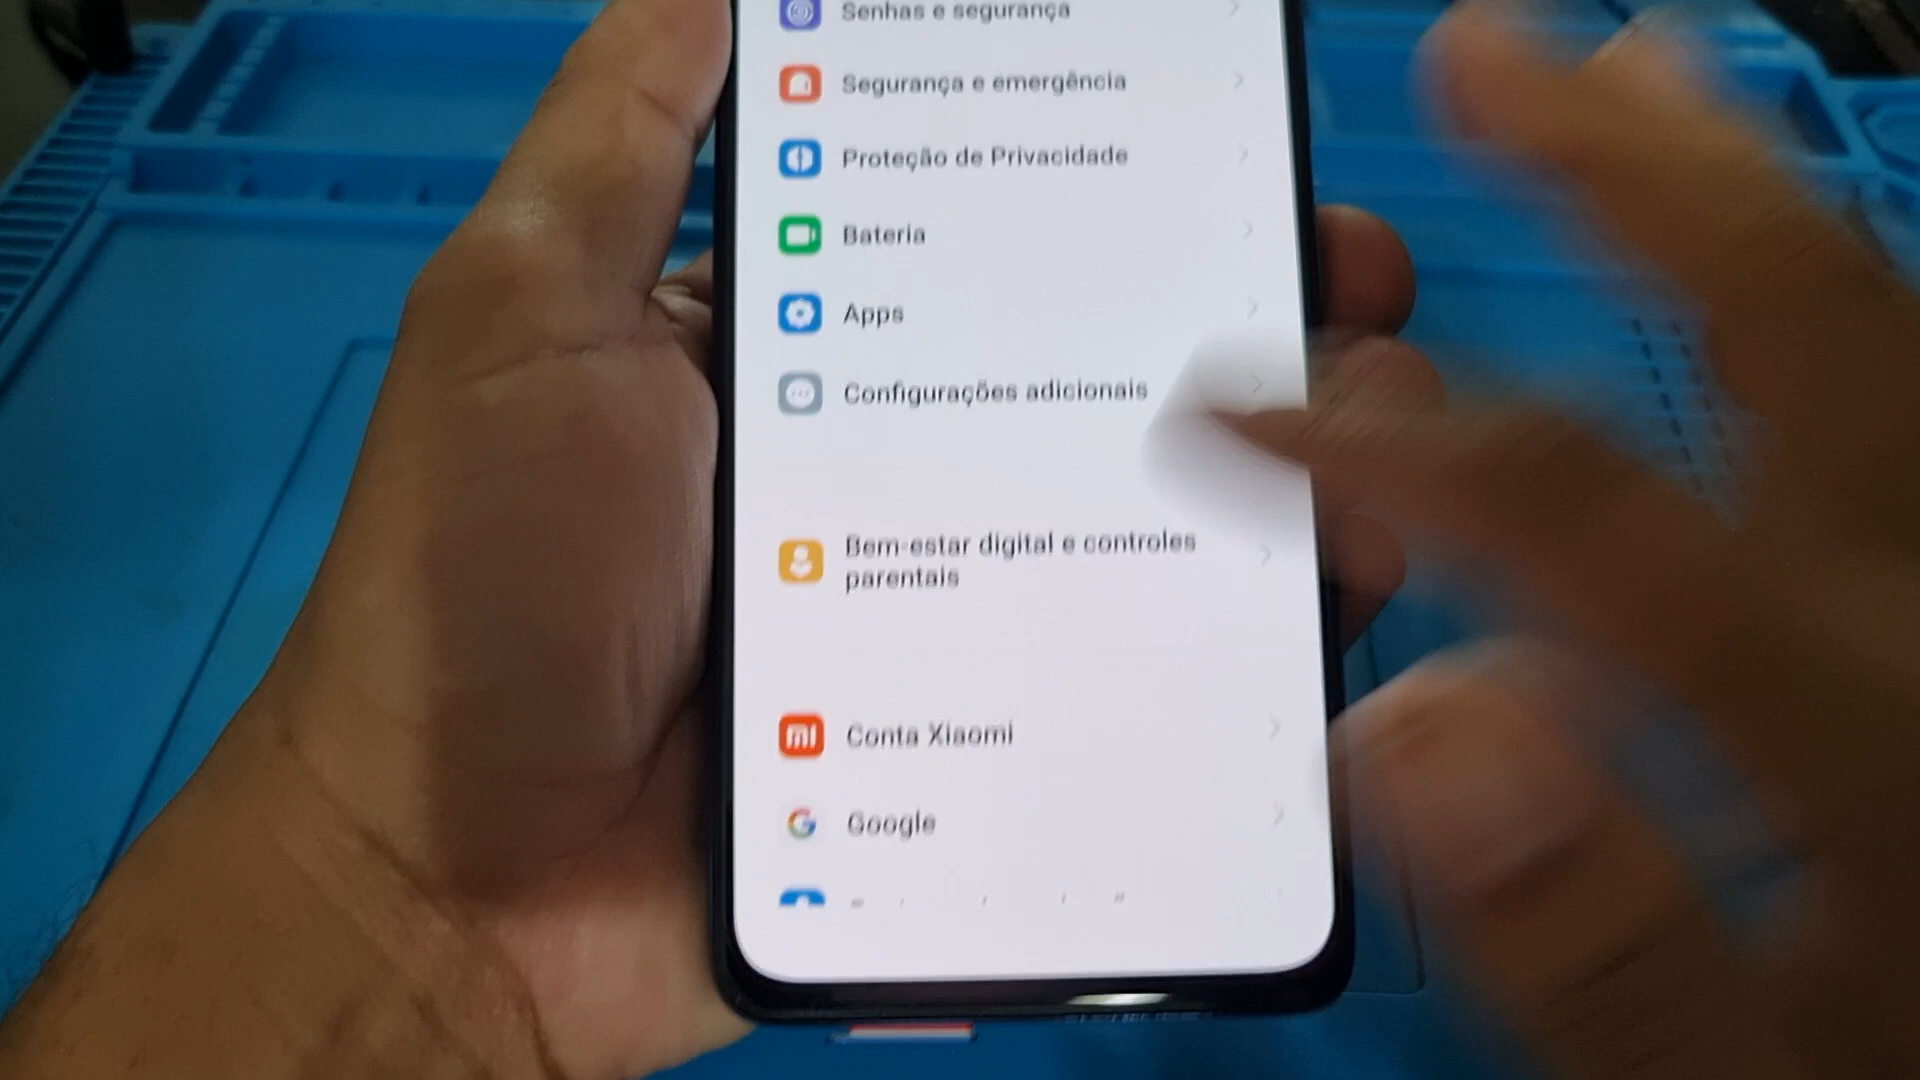 Senhas e segurança
Segurança e emergência
Proteção de Privacidade
Bateria
Apps
Configurações adicionais
Bem-estar digital e controles
parentais
mi
Conta Xiaomi
G
Google